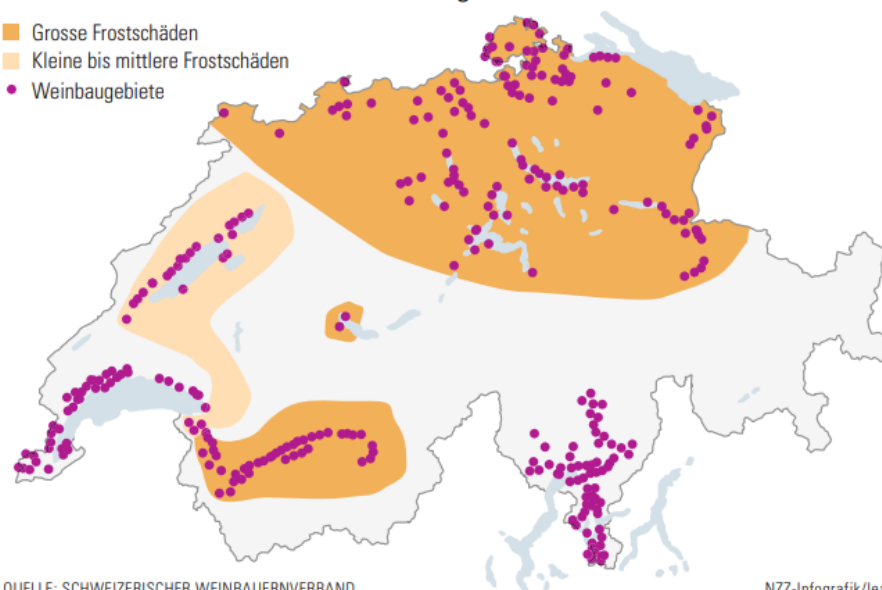 Grosse Frostschäden
Kleine bis mittlere Frostschäden
Weinbaugebiete
QUELLE: SCHWEIZERISCHER WEINBAUERNVERBAND
NZZ-Infografik/